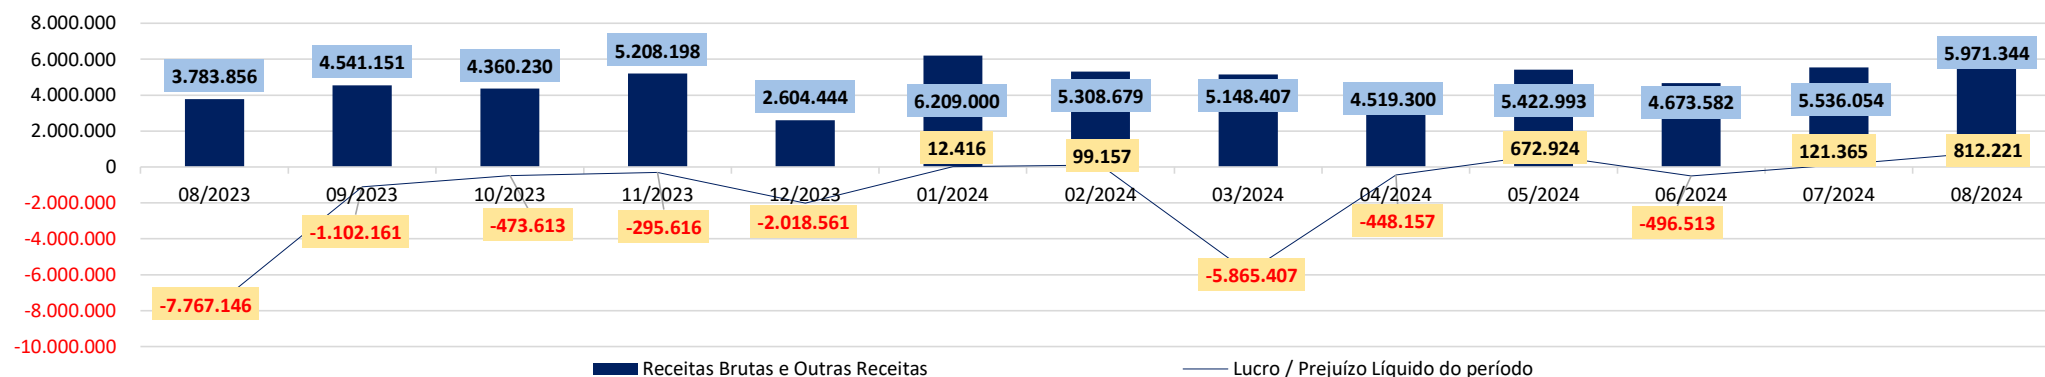 8.000.000
6.000.000
4.000.000
2.000.000
0
-2.000.000
-4.000.000
-6.000.000
-8.000.000
-10.000.000
3.783.856 4.541.151 4.360.230 5.208.198 2.604.444 6.209.000 5.308.679 5.148.407 4.519.300 5.422.993 4.673.582 5.536.054 5.971.344
12.416 99.157 672.924 121.365 812.221
08/2023 09/2023 10/2023 11/2023 12/2023 01/2024 02/2024 03/2024 04/2024 05/2024 06/2024 07/2024 08/2024
-7.767.146 -1.102.161 -473.613 -295.616 -2.018.561 -5.865.407 -448.157 -496.513
Receitas Brutas e Outras Receitas Lucro / Prejuízo Líquido do período